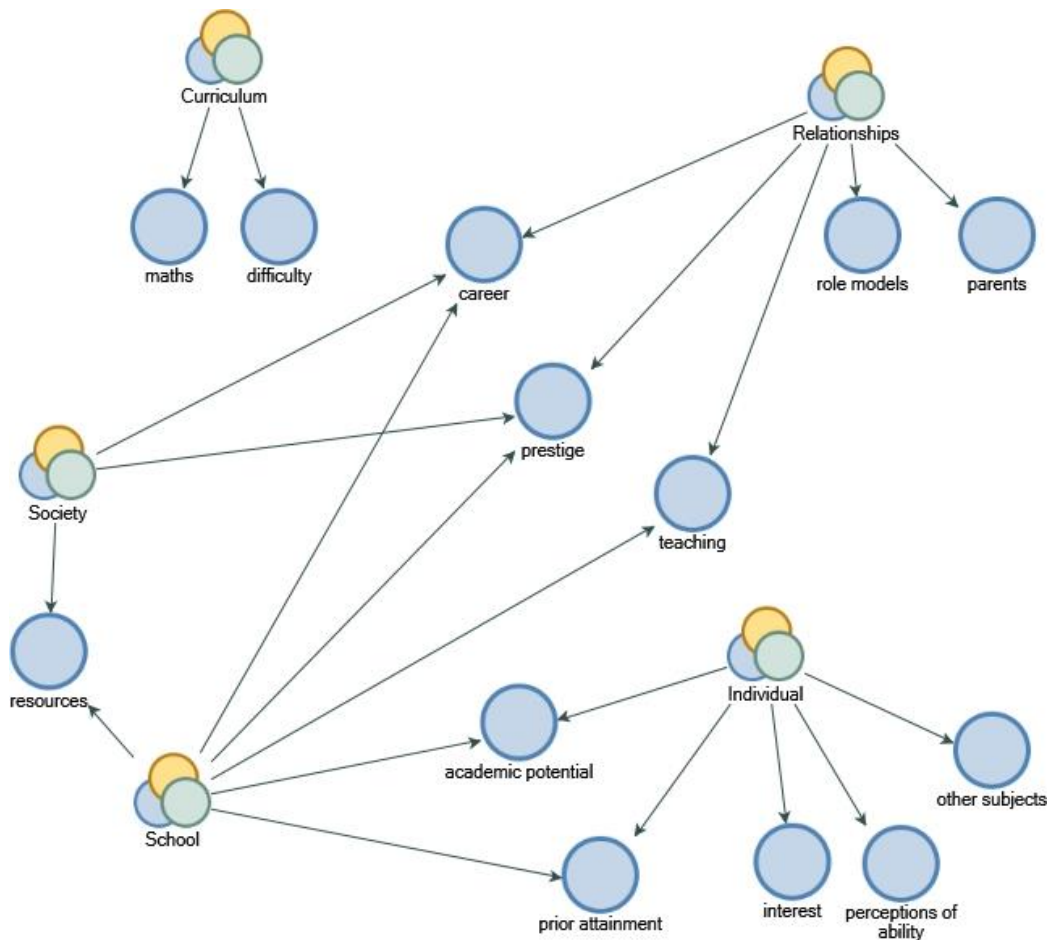 Curriculum
Relationships
maths
difficulty
career
role models
parents
prestige
Society
teaching
resources
Individual
academic potential
other subjects
School
prior attainment
interest
perceptions of
ability